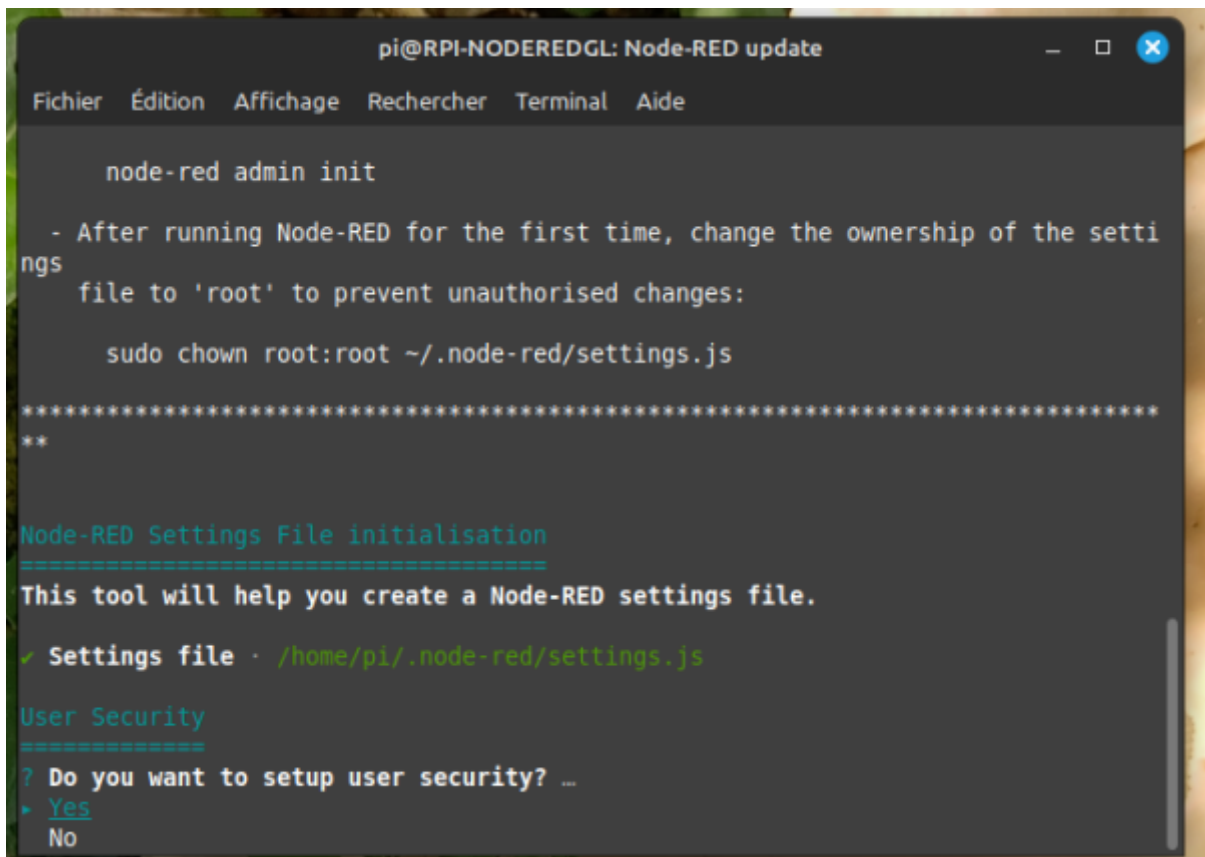 pi@RPI-NODEREDGL: Node-RED update
Fichier Édition Affichage Rechercher Terminal Aide
node-red admin init
- After running Node-RED for the first time, change the ownership of the setti
ngs
file to 'root' to prevent unauthorised changes:
sudo chown root:root ~/.node-red/settings.js
********************************************************************************
**
Node-RED Settings File initialisation
=====================================
This tool will help you create a Node-RED settings file.
✔ Settings file · /home/pi/.node-red/settings.js
User Security
=============
? Do you want to setup user security? …
▸ Yes
No